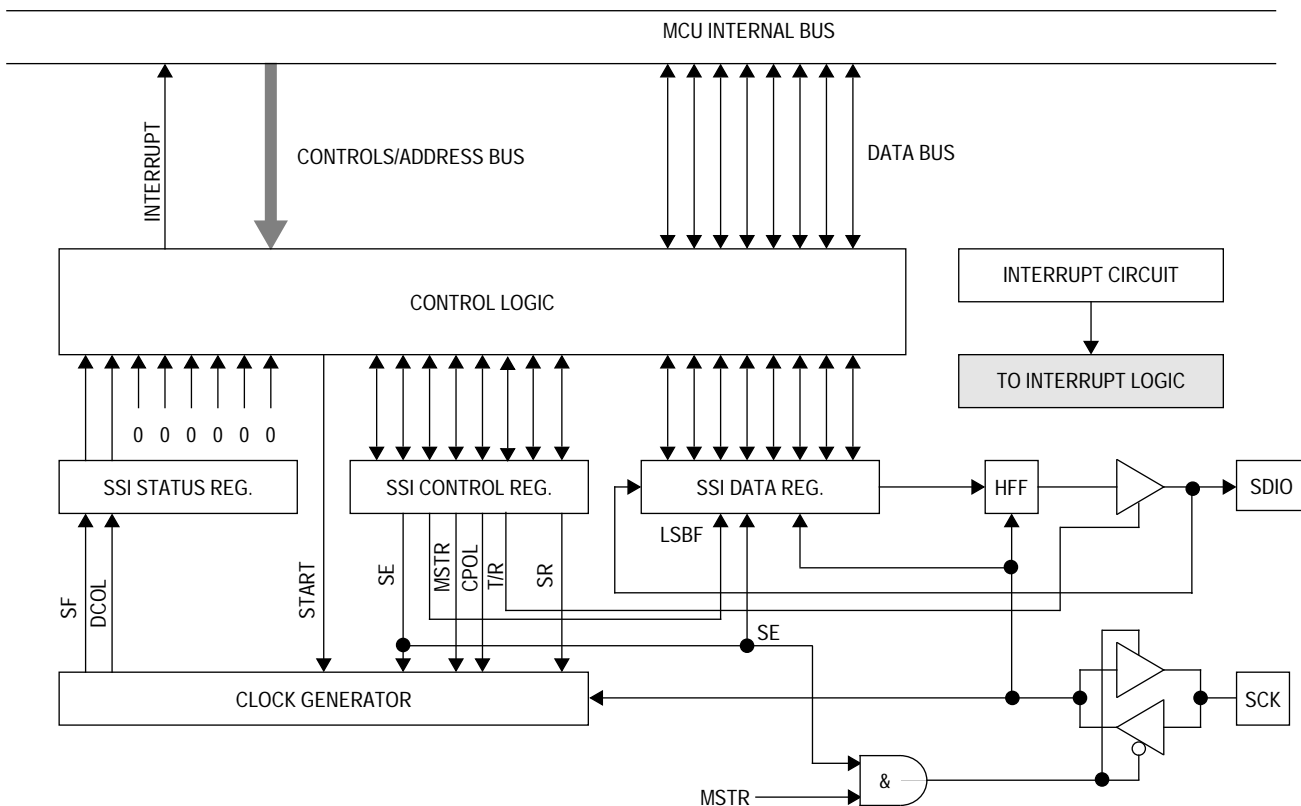 MCU INTERNAL BUS
INTERRUPT
CONTROLS/ADDRESS BUS
DATA BUS
CONTROL LOGIC
INTERRUPT CIRCUIT
TO INTERRUPT LOGIC
0 0 0 0 0 0
SSI STATUS REG.
SSI CONTROL REG.
SSI DATA REG.
HFF
SDIO
LSBF
SF
DCOL
START
SE
MSTR
CPOL
T/R
SR
SE
CLOCK GENERATOR
SCK
&
MSTR